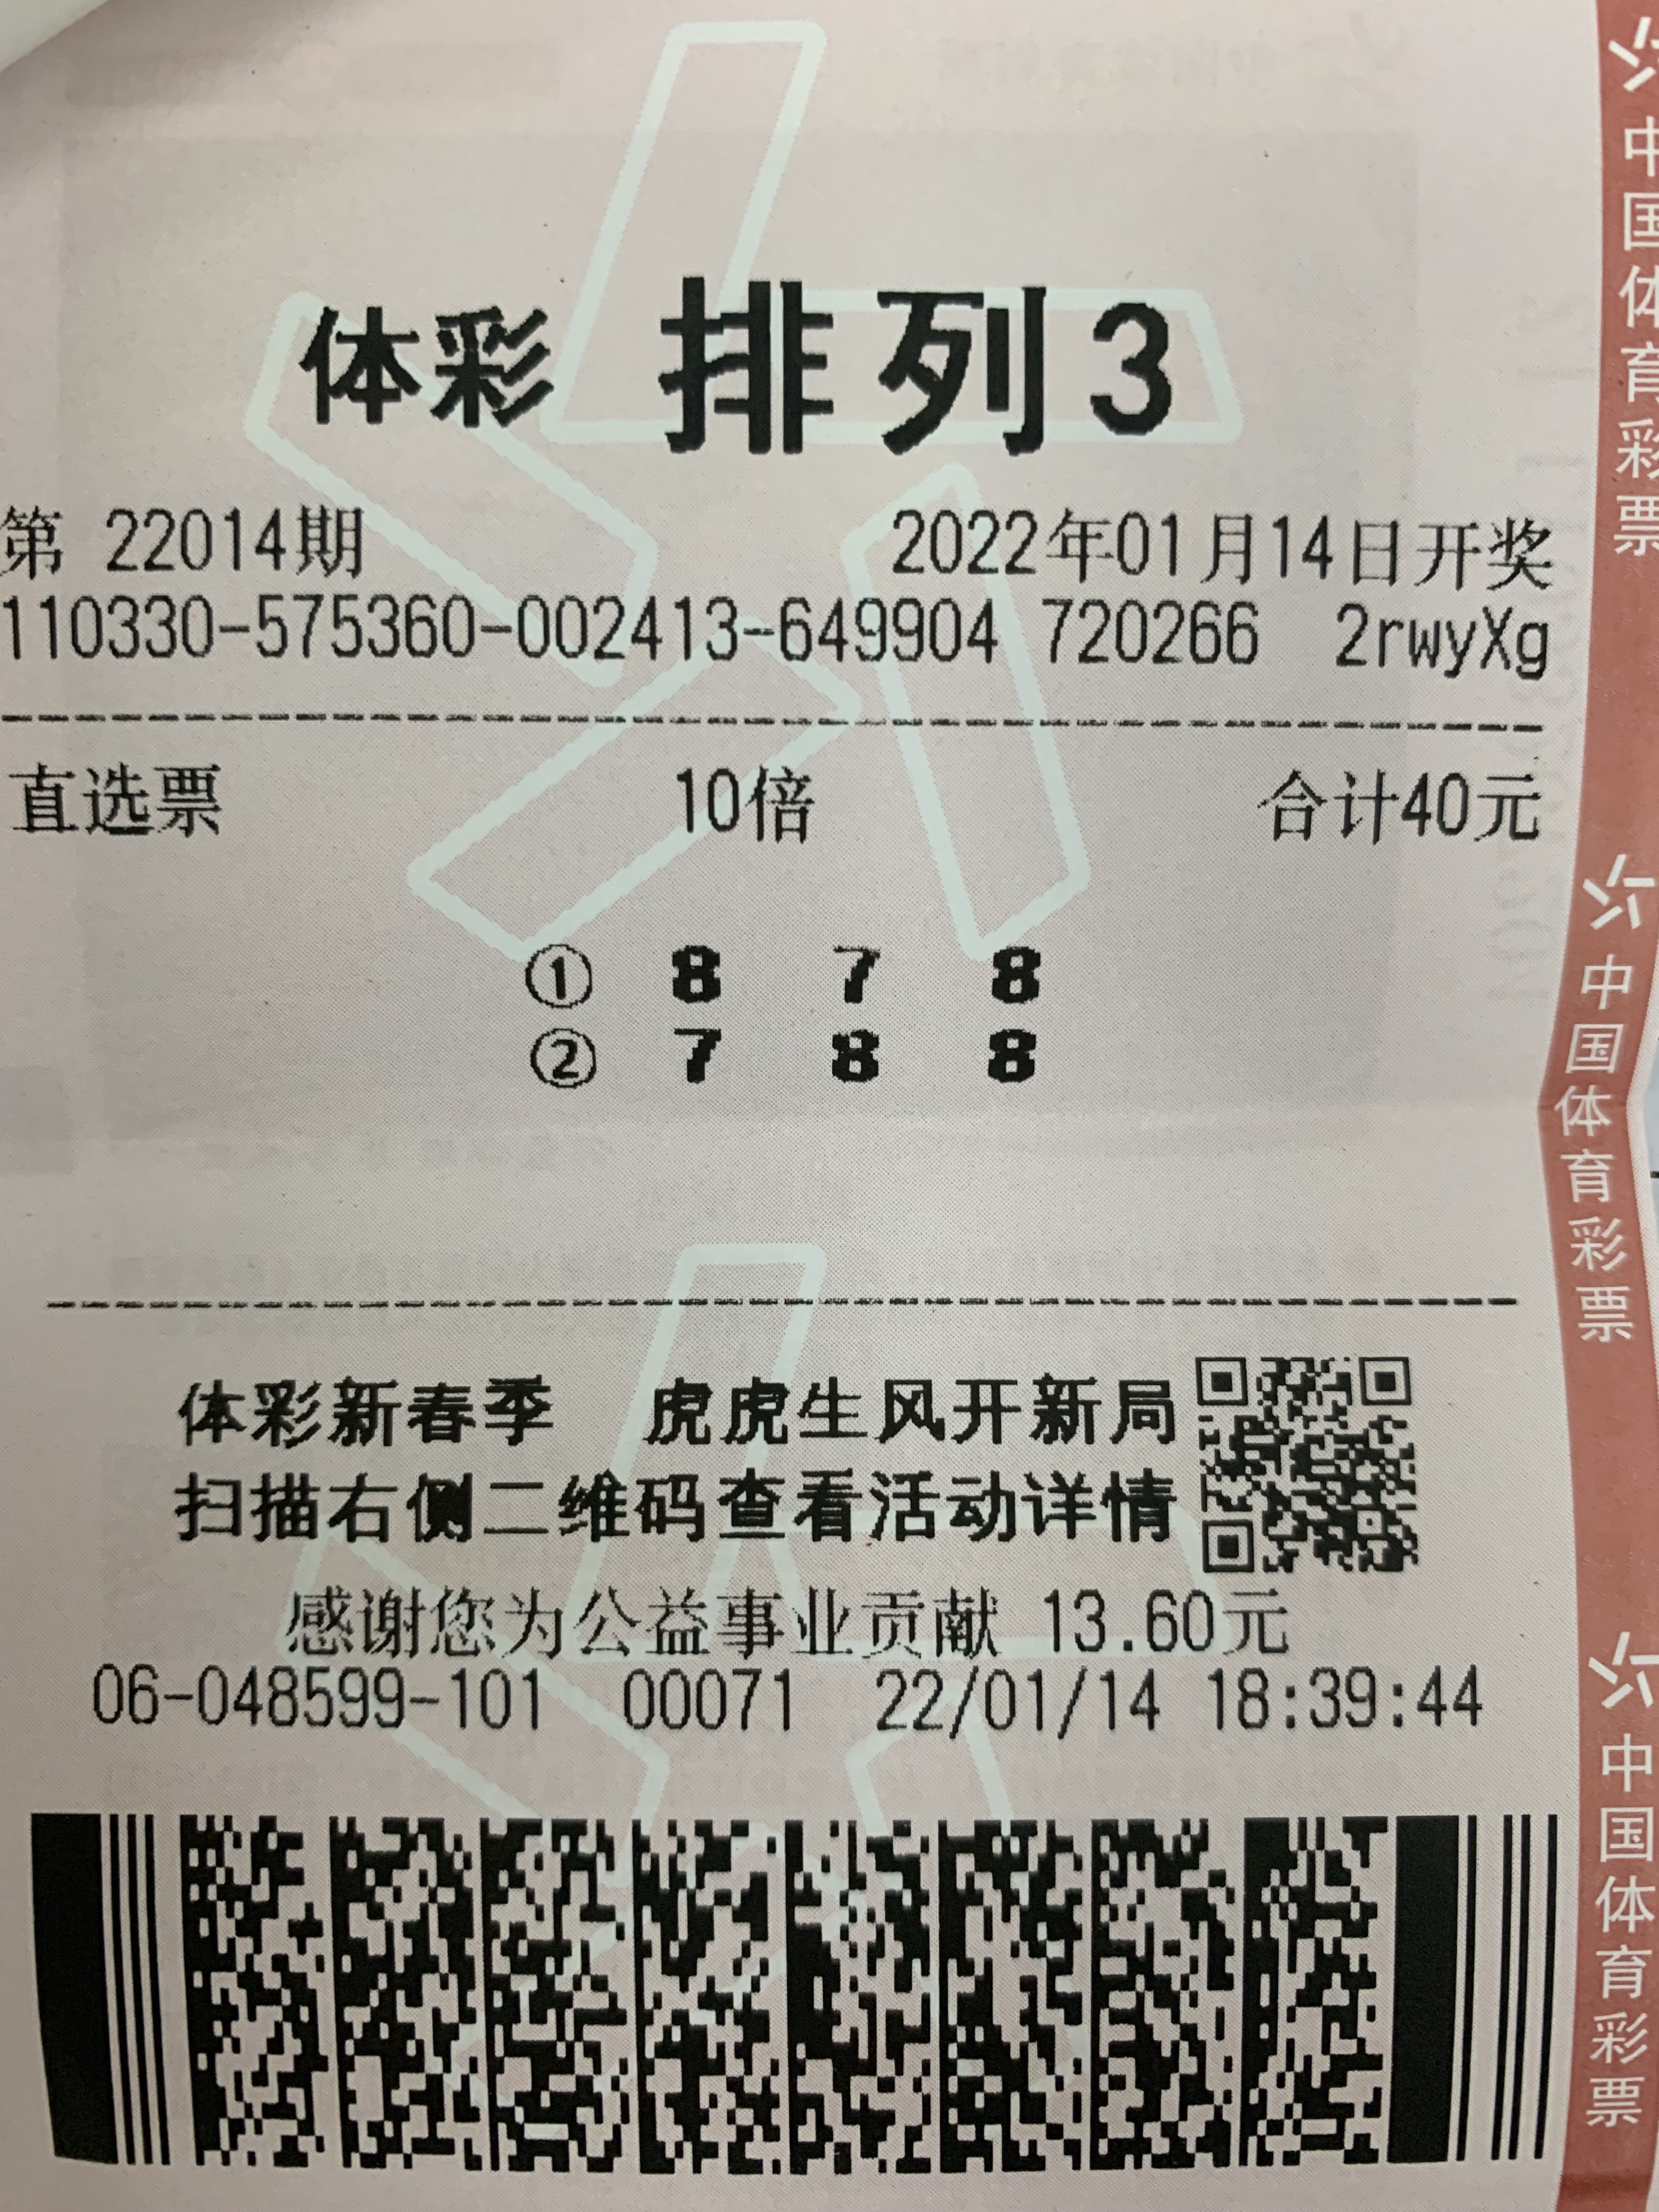 体彩 排列3
第 22014期 2022年01月14日开奖
110330-575360-002413-649904 720266 2rwyXg
直选票 10倍 合计40元
① 8 7 8
② 7 8 8
体彩新春季 虎虎生风开新局
扫描右侧二维码查看活动详情
感谢您为公益事业贡献 13.60元
06-048599-101 00071 22/01/14 18:39:44
中国体育彩票
中国体育彩票
中国体育彩票